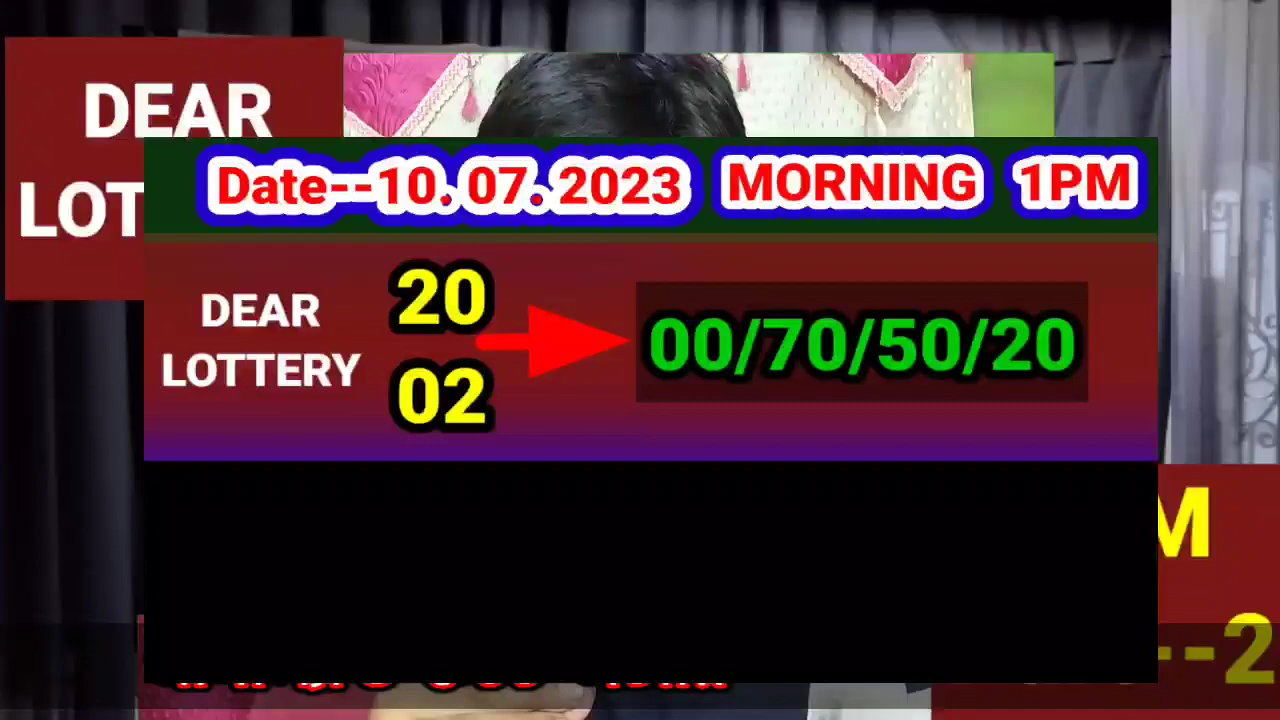 DEAR
LOT
Date--10.07.2023 MORNING 1PM
DEAR
LOTTERY
20
02
00/70/50/20
M
--2